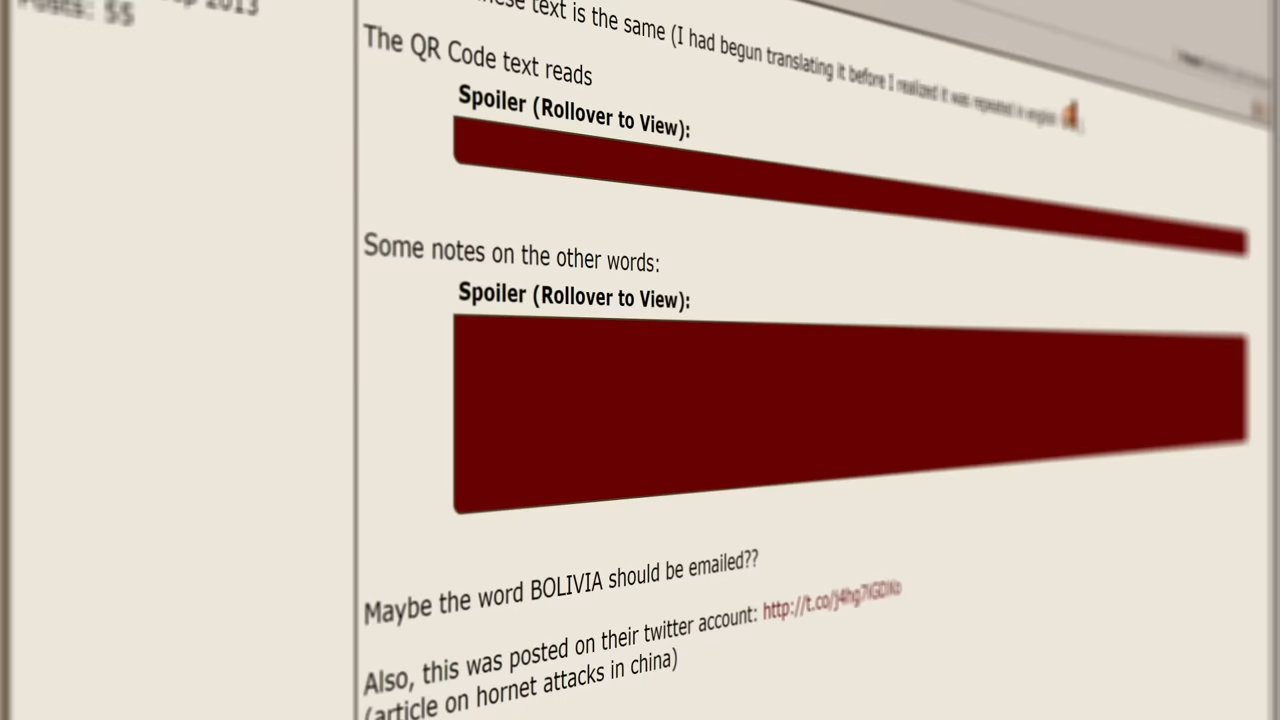 Sep 2013
Posts: 55
text is the same (I had begun translating it before I realized it was repeated in english
The QR Code text reads
Spoiler (Rollover to View):
Some notes on the other words:
Spoiler (Rollover to View):
Maybe the word BOLIVIA should be emailed??
Also, this was posted on their twitter account:
(article on hornet attacks in china)